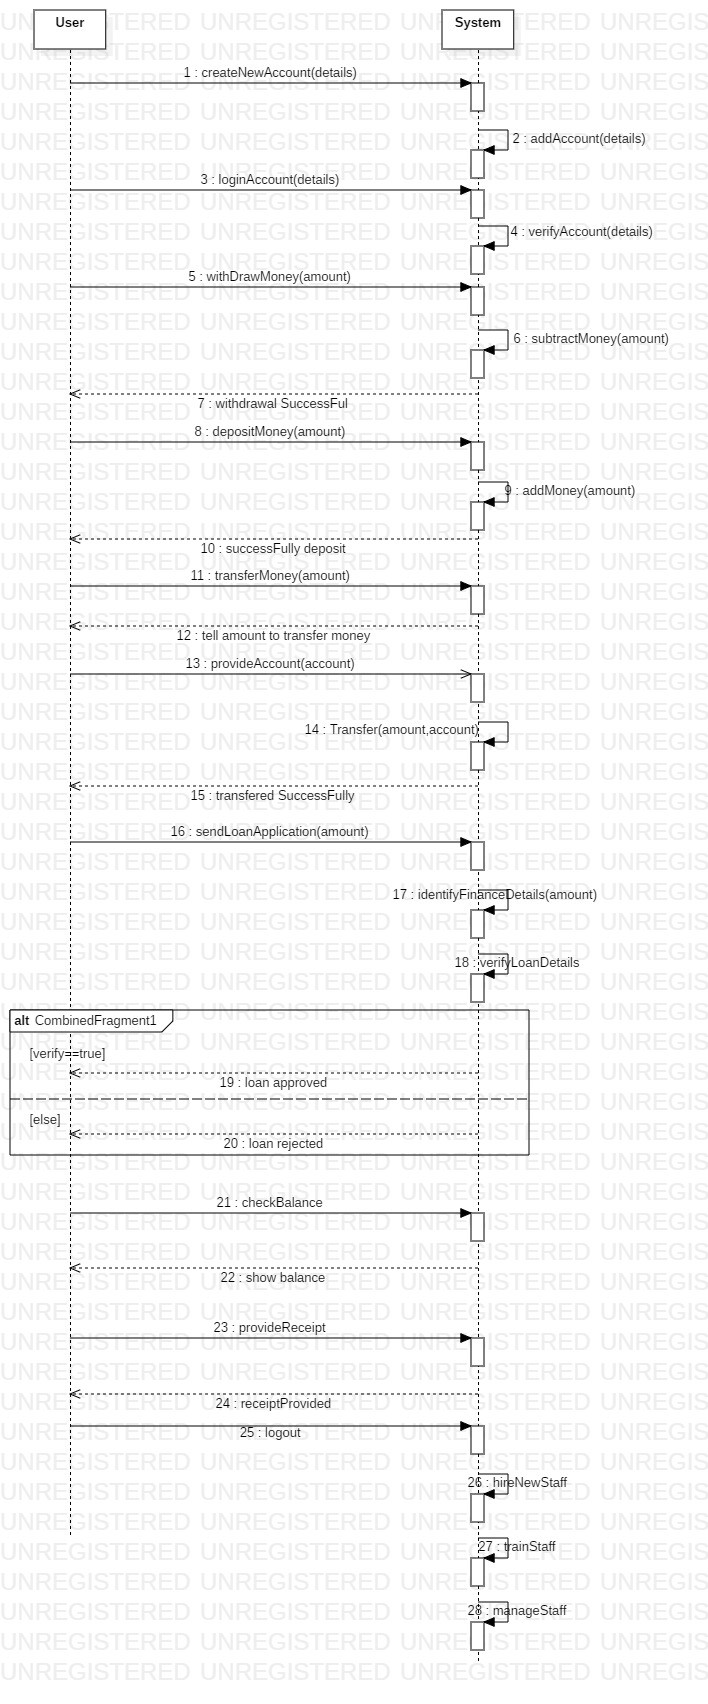 User
System
1 : createNewAccount(details)
2 : addAccount(details)
3 : loginAccount(details)
4 : verifyAccount(details)
5 : withDrawMoney(amount)
6 : subtractMoney(amount)
7 : withdrawal SuccessFul
8 : depositMoney(amount)
9 : addMoney(amount)
10 : successFully deposit
11 : transferMoney(amount)
12 : tell amount to transfer money
13 : provideAccount(account)
14 : Transfer(amount,account)
15 : transfered SuccessFully
16 : sendLoanApplication(amount)
17 : identifyFinanceDetails(amount)
18 : verifyLoanDetails
alt CombinedFragment1
[verify==true]
19 : loan approved
[else]
20 : loan rejected
21 : checkBalance
22 : show balance
23 : provideReceipt
24 : receiptProvided
25 : logout
26 : hireNewStaff
27 : trainStaff
28 : manageStaff
UNREGISTERED